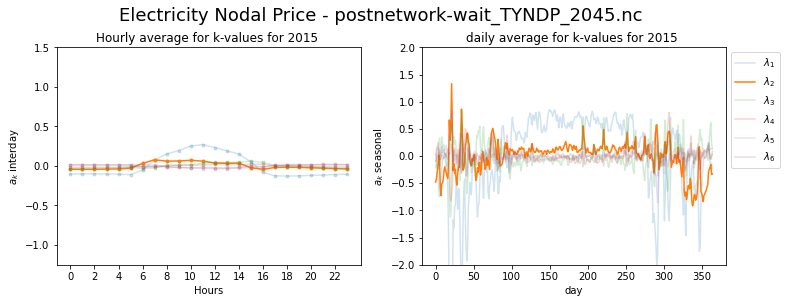 Electricity Nodal Price - postnetwork-wait_TYNDP_2045.nc
Hourly average for k-values for 2015
1.5
1.0
0.5
0.0
−0.5
−1.0
a_k interday
0 2 4 6 8 10 12 14 16 18 20 22
Hours
daily average for k-values for 2015
2.0
1.5
1.0
0.5
0.0
−0.5
−1.0
−1.5
−2.0
a_k seasonal
0 50 100 150 200 250 300 350
day
λ₁
λ₂
λ₃
λ₄
λ₅
λ₆